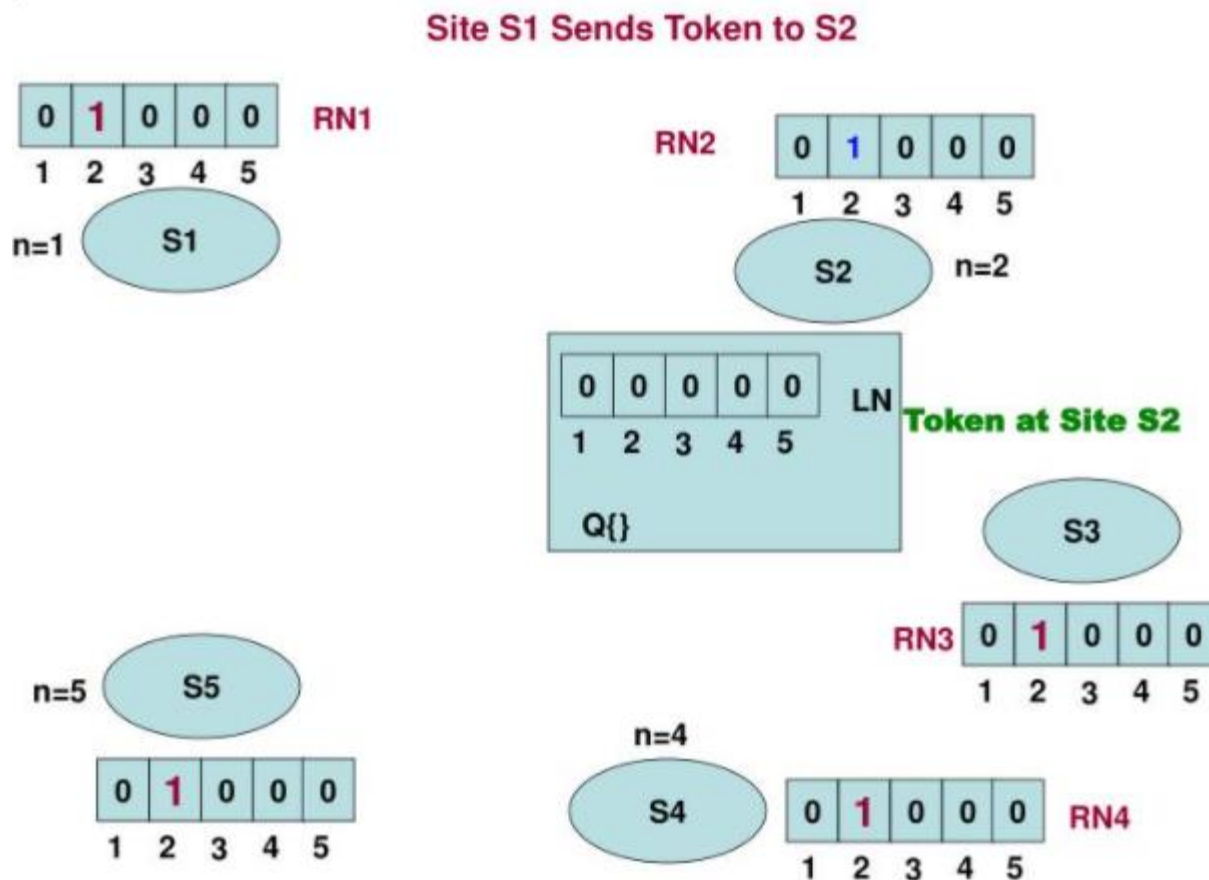 Site S1 Sends Token to S2
0 1 0 0 0 RN1
1 2 3 4 5
n=1 S1
RN2 0 1 0 0 0
1 2 3 4 5
S2 n=2
0 0 0 0 0 LN
1 2 3 4 5
Q{}
Token at Site S2
S3
RN3 0 1 0 0 0
1 2 3 4 5
n=5 S5
0 1 0 0 0
1 2 3 4 5
n=4
S4 0 1 0 0 0 RN4
1 2 3 4 5